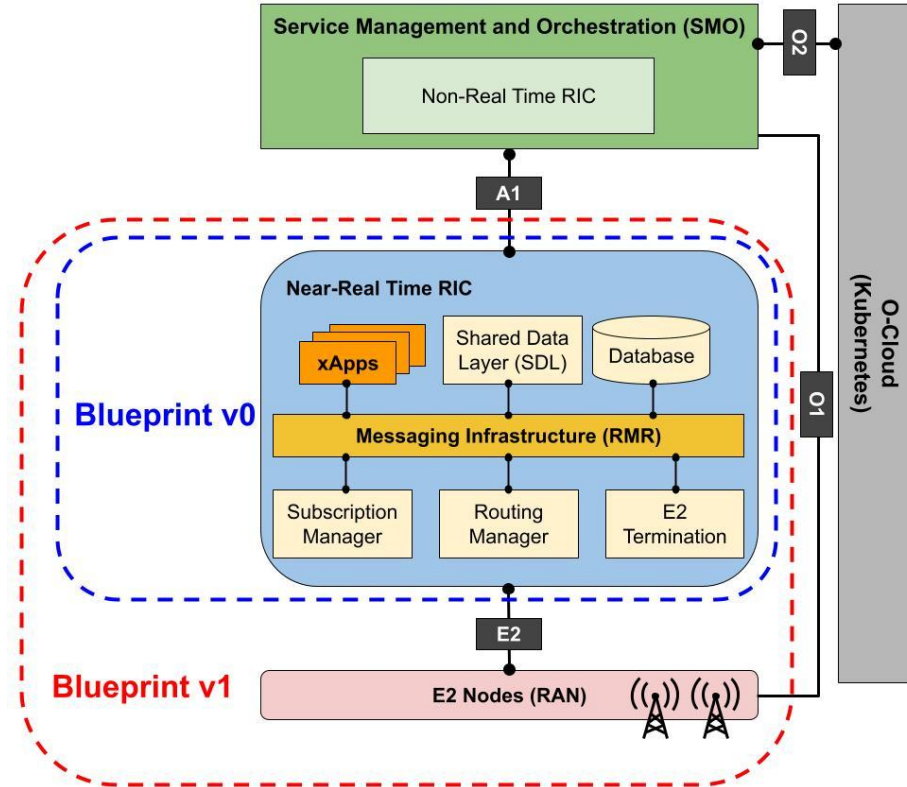 Service Management and Orchestration (SMO)
Non-Real Time RIC
O2
A1
Near-Real Time RIC
xApps
Shared Data
Layer (SDL)
Database
O-Cloud
(Kubernetes)
O1
Blueprint v0
Messaging Infrastructure (RMR)
Subscription
Manager
Routing
Manager
E2
Termination
E2
Blueprint v1
E2 Nodes (RAN)